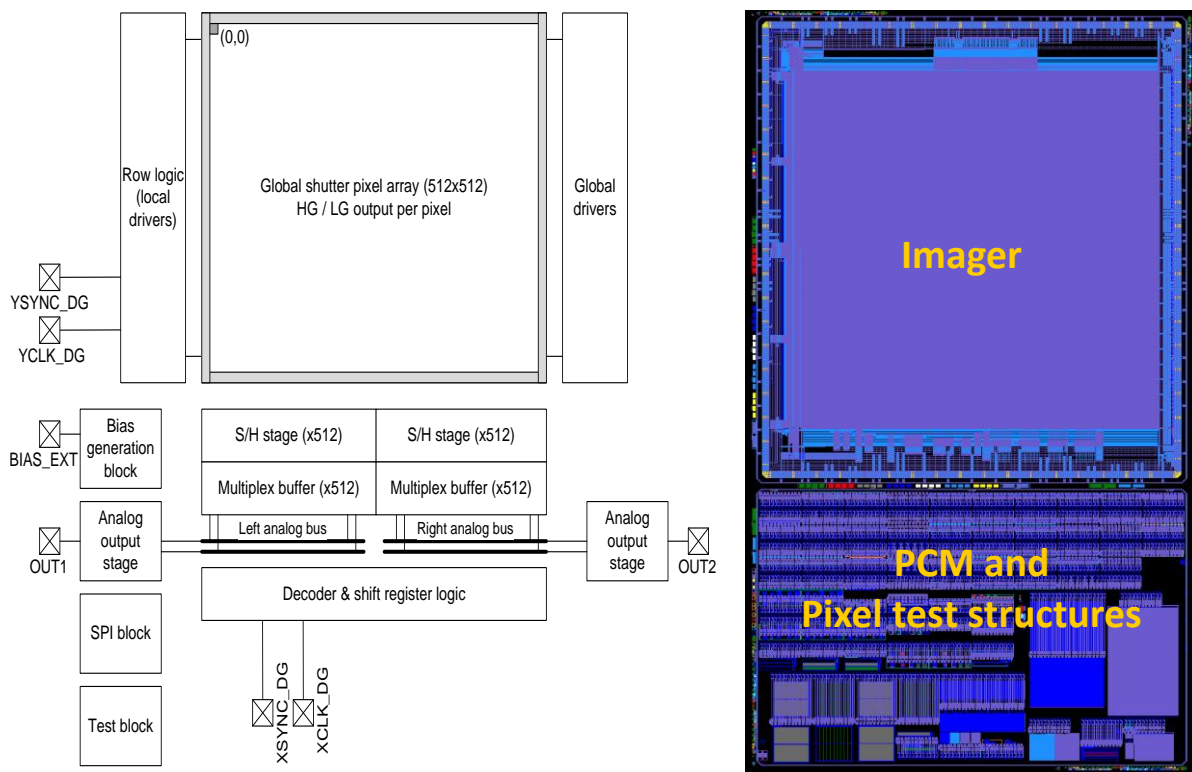 (0,0)
Row logic
(local
drivers)
Global shutter pixel array (512x512)
HG / LG output per pixel
Global
drivers
YSYNC_DG
YCLK_DG
Bias
generation
block
BIAS_EXT
S/H stage (x512)
S/H stage (x512)
Multiplex buffer (x512)
Multiplex buffer (x512)
Analog
output
stage
OUT1
Left analog bus
Right analog bus
Analog
output
stage
OUT2
Decoder & shift register logic
SPI block
Test block
XSYNC_DG
XCLK_DG
Imager
PCM and
Pixel test structures